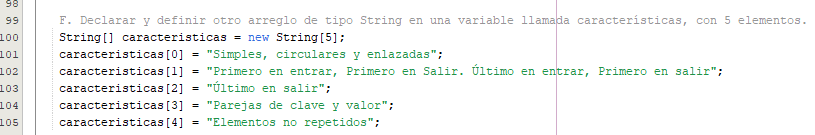 98
99 F. Declarar y definir otro arreglo de tipo String en una variable llamada características, con 5 elementos.
100 String[] caracteristicas = new String[5];
101 caracteristicas[0] = "Simples, circulares y enlazadas";
102 caracteristicas[1] = "Primero en entrar, Primero en Salir. Último en entrar, Primero en salir";
103 caracteristicas[2] = "Último en salir";
104 caracteristicas[3] = "Parejas de clave y valor";
105 caracteristicas[4] = "Elementos no repetidos";